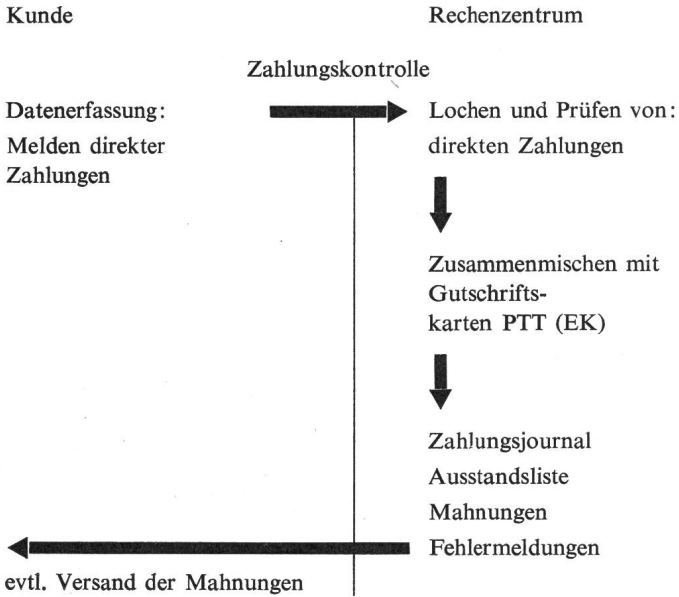 Kunde
Rechenzentrum
Zahlungskontrolle
Datenerfassung:
Melden direkter
Zahlungen
Lochen und Prüfen von:
direkten Zahlungen
Zusammenmischen mit
Gutschrifts-
karten PTT (EK)
Zahlungsjournal
Ausstandsliste
Mahnungen
Fehlermeldungen
evtl. Versand der Mahnungen